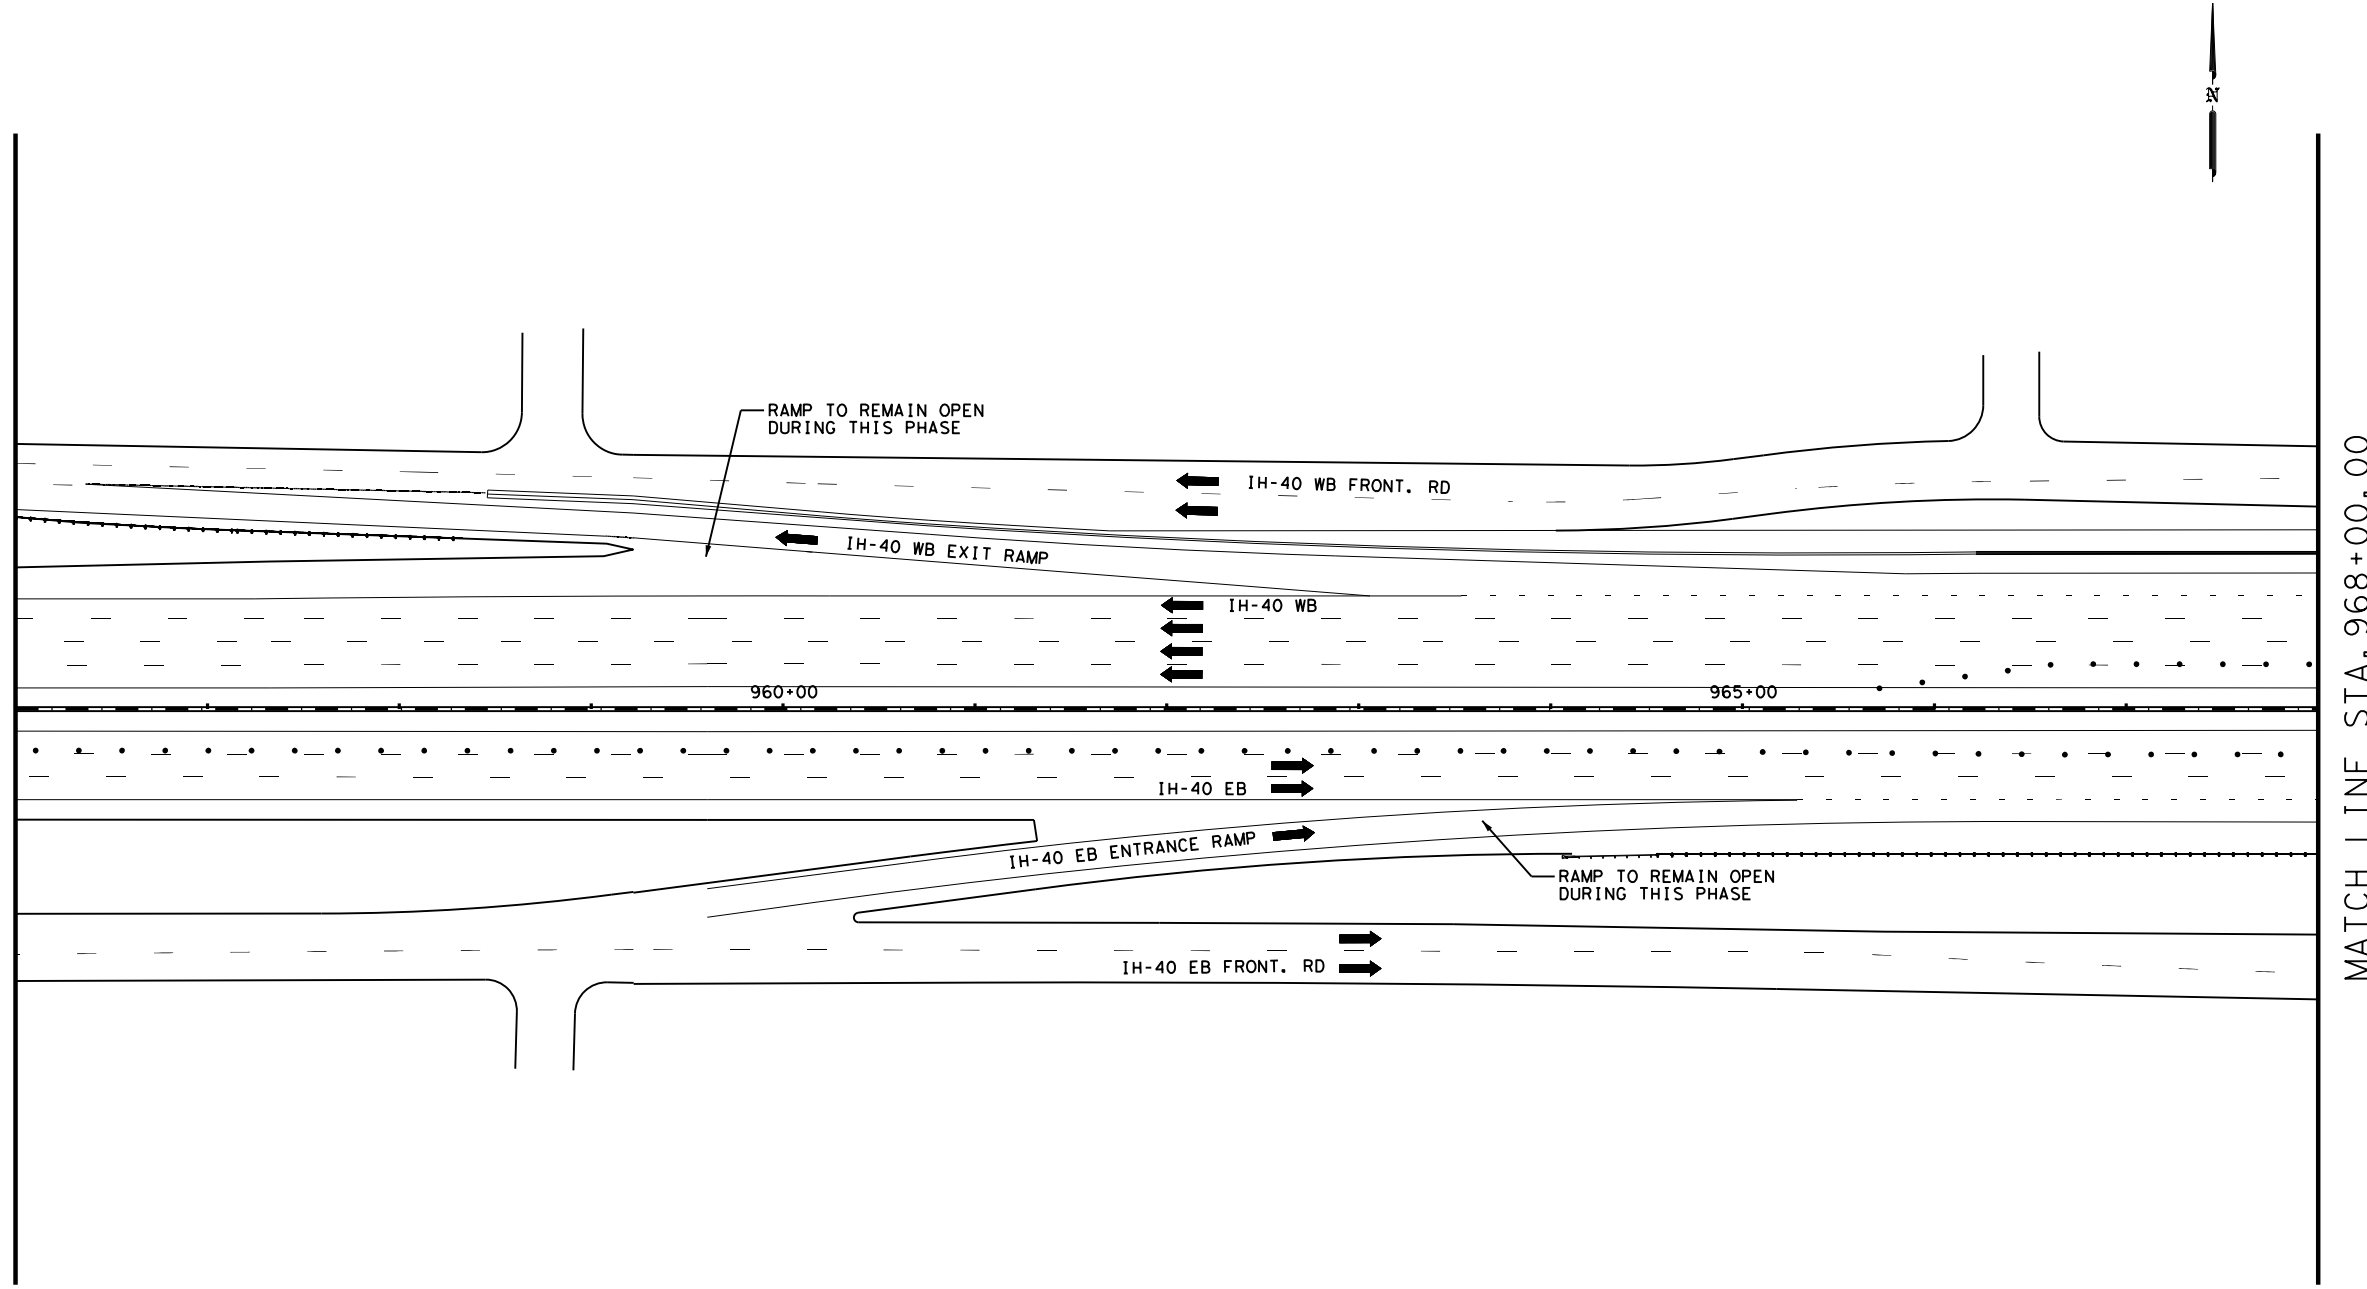 N
RAMP TO REMAIN OPEN
DURING THIS PHASE
IH-40 WB FRONT. RD
IH-40 WB EXIT RAMP
IH-40 WB
960+00
965+00
IH-40 EB
IH-40 EB ENTRANCE RAMP
RAMP TO REMAIN OPEN
DURING THIS PHASE
IH-40 EB FRONT. RD
MATCH LINE STA. 968+00.00